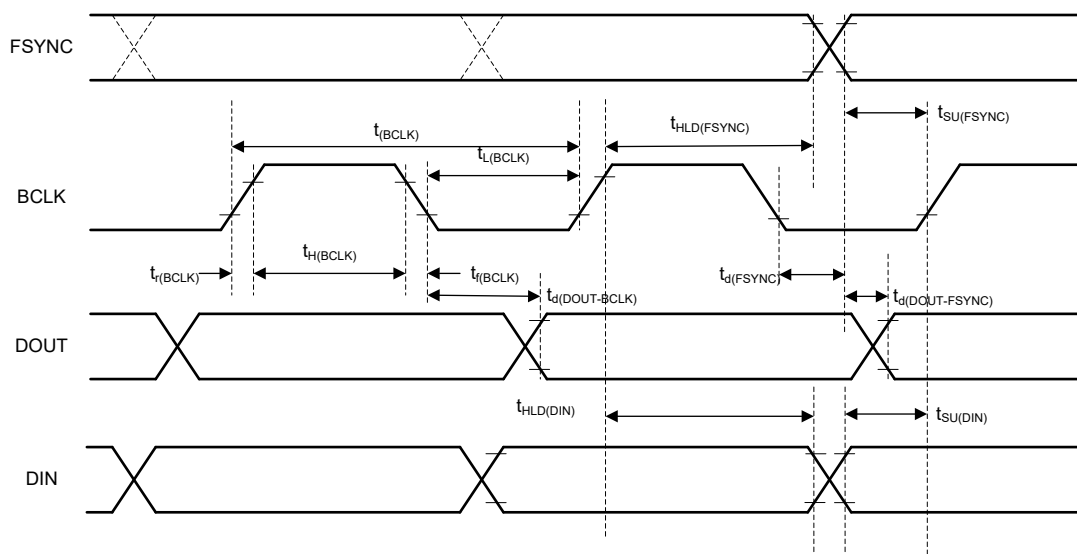 FSYNC
t(BCLK)
tHLD(FSYNC)
tSU(FSYNC)
tL(BCLK)
BCLK
tr(BCLK)
tH(BCLK)
tf(BCLK)
td(FSYNC)
td(DOUT-BCLK)
td(DOUT-FSYNC)
DOUT
tHLD(DIN)
tSU(DIN)
DIN